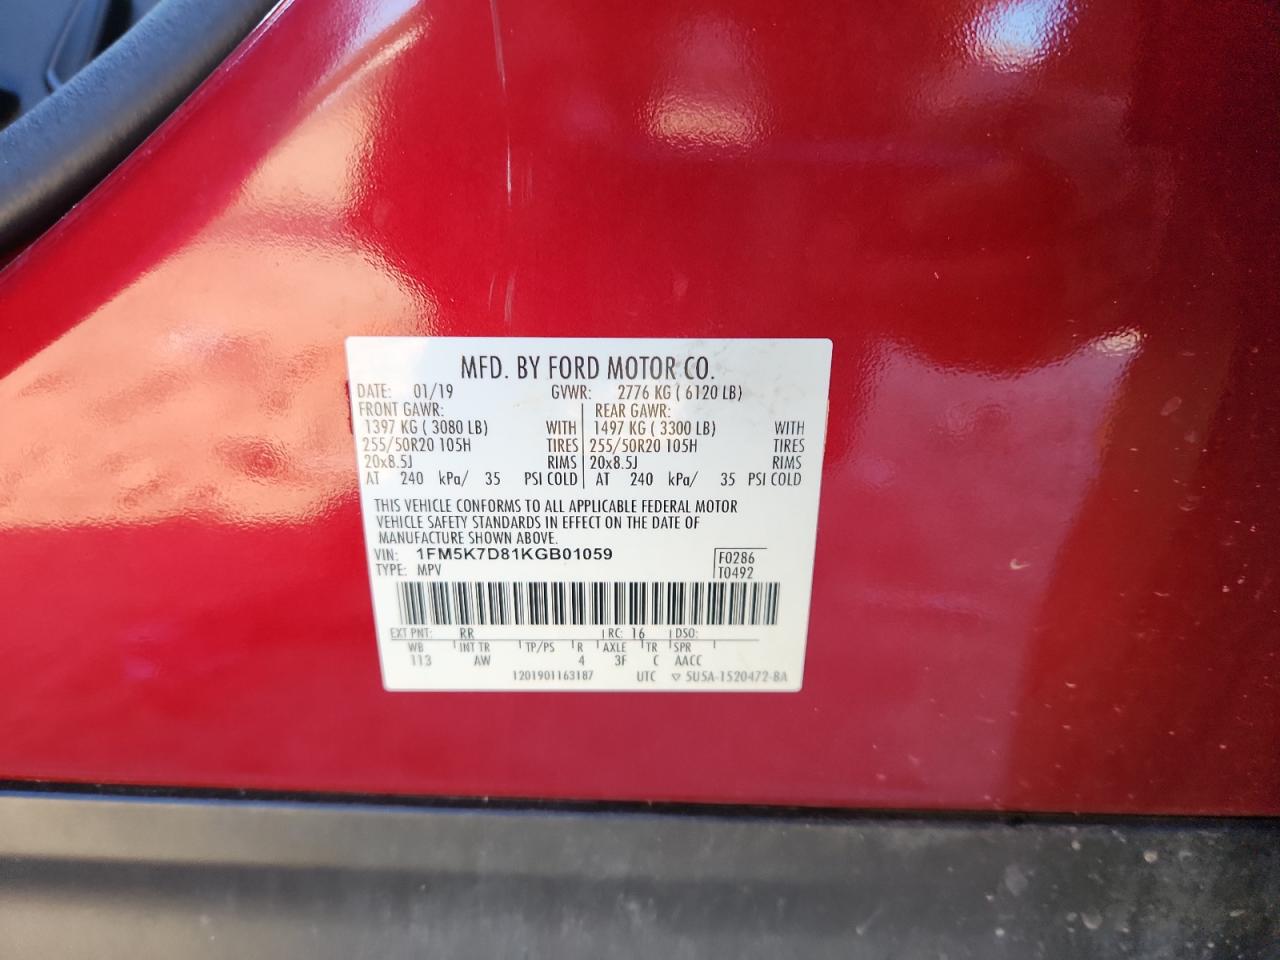 MFD. BY FORD MOTOR CO.
DATE: 01/19 GVWR: 2776 KG ( 6120 LB)
FRONT GAWR: REAR GAWR:
1397 KG ( 3080 LB) WITH 1497 KG ( 3300 LB) WITH
255/50R20 105H TIRES 255/50R20 105H TIRES
20x8.5J RIMS 20x8.5J RIMS
AT 240 kPa/ 35 PSI COLD AT 240 kPa/ 35 PSI COLD
THIS VEHICLE CONFORMS TO ALL APPLICABLE FEDERAL MOTOR
VEHICLE SAFETY STANDARDS IN EFFECT ON THE DATE OF
MANUFACTURE SHOWN ABOVE.
VIN: 1FM5K7D81KGB01059 F0286
TYPE: MPV T0492
EXT PNT: RR RC: 16 DSO:
WB INT TR TP/PS R AXLE TR SPR
113 AW 4 3F C AACC
1201901163187 UTC ▽ 5U5A-1520472-BA